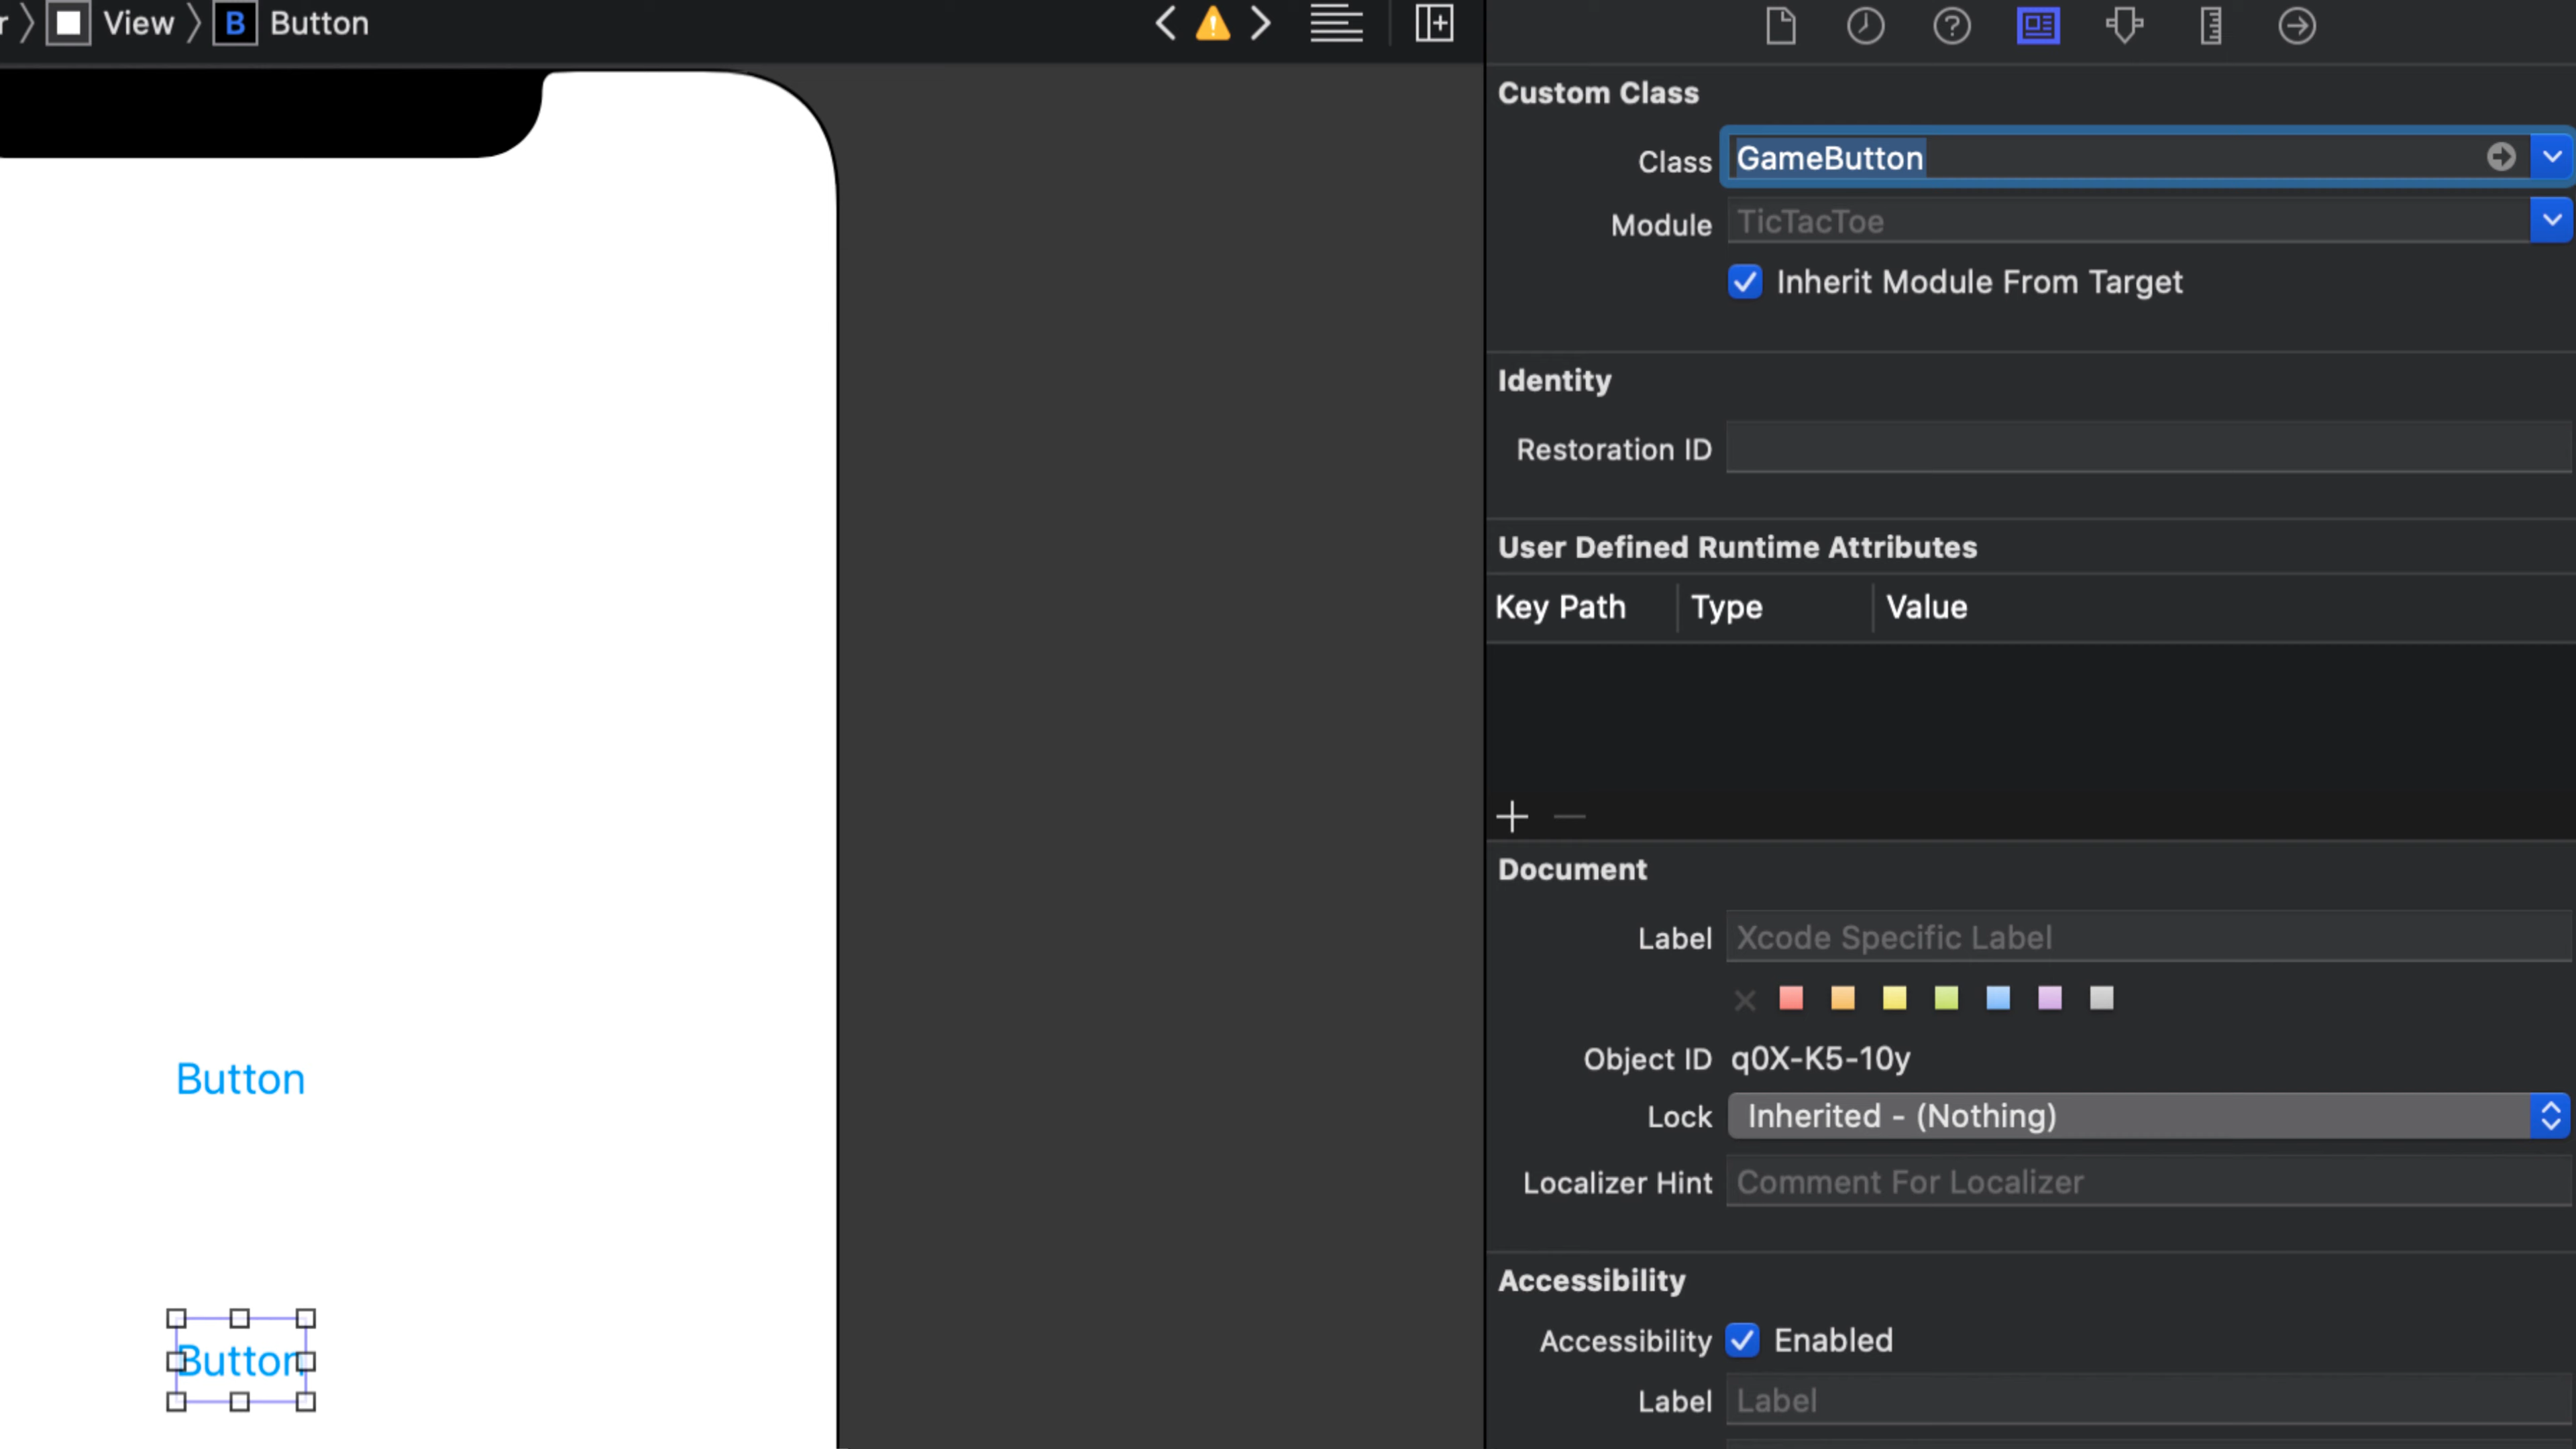 r > View > B Button
Custom Class
Class GameButton
Module TicTacToe
Inherit Module From Target
Identity
Restoration ID
User Defined Runtime Attributes
Key Path Type Value
Document
Label Xcode Specific Label
Object ID q0X-K5-10y
Lock Inherited - (Nothing)
Localizer Hint Comment For Localizer
Accessibility
Accessibility Enabled
Label Label
Button
Button